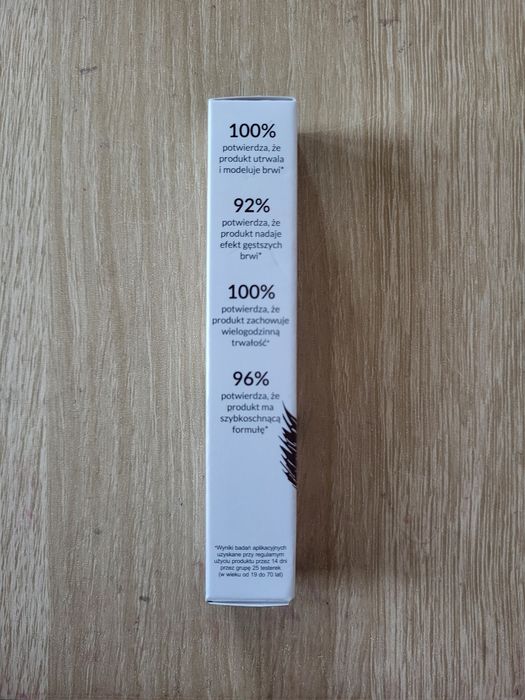 100%
potwierdza, że
produkt utrwala
i modeluje brwi*
92%
potwierdza, że
produkt nadaje
efekt gęstszych
brwi*
100%
potwierdza, że
produkt zachowuje
wielogodzinną
trwałość*
96%
potwierdza, że
produkt ma
szybkoschnącą
formułę*
*Wyniki badań aplikacyjnych
uzyskane przy regularnym
użyciu produktu przez 14 dni
przez grupę 25 testerek
(w wieku od 19 do 70 lat)